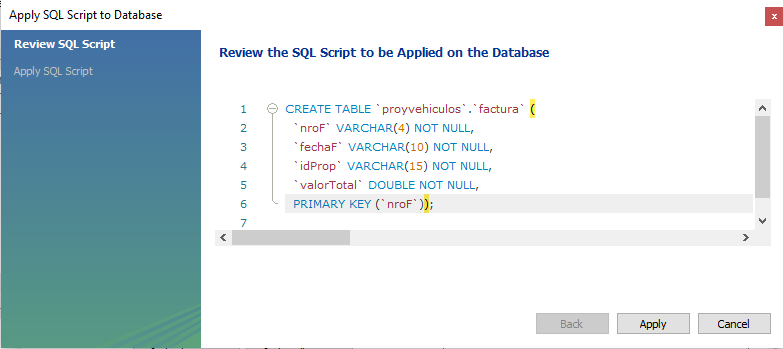 Apply SQL Script to Database
x
Review SQL Script
Apply SQL Script
Review the SQL Script to be Applied on the Database
1 CREATE TABLE `proyvehiculos`.`factura` (
2 `nroF` VARCHAR(4) NOT NULL,
3 `fechaF` VARCHAR(10) NOT NULL,
4 `idProp` VARCHAR(15) NOT NULL,
5 `valorTotal` DOUBLE NOT NULL,
6 PRIMARY KEY (`nroF`));
7
Back Apply Cancel